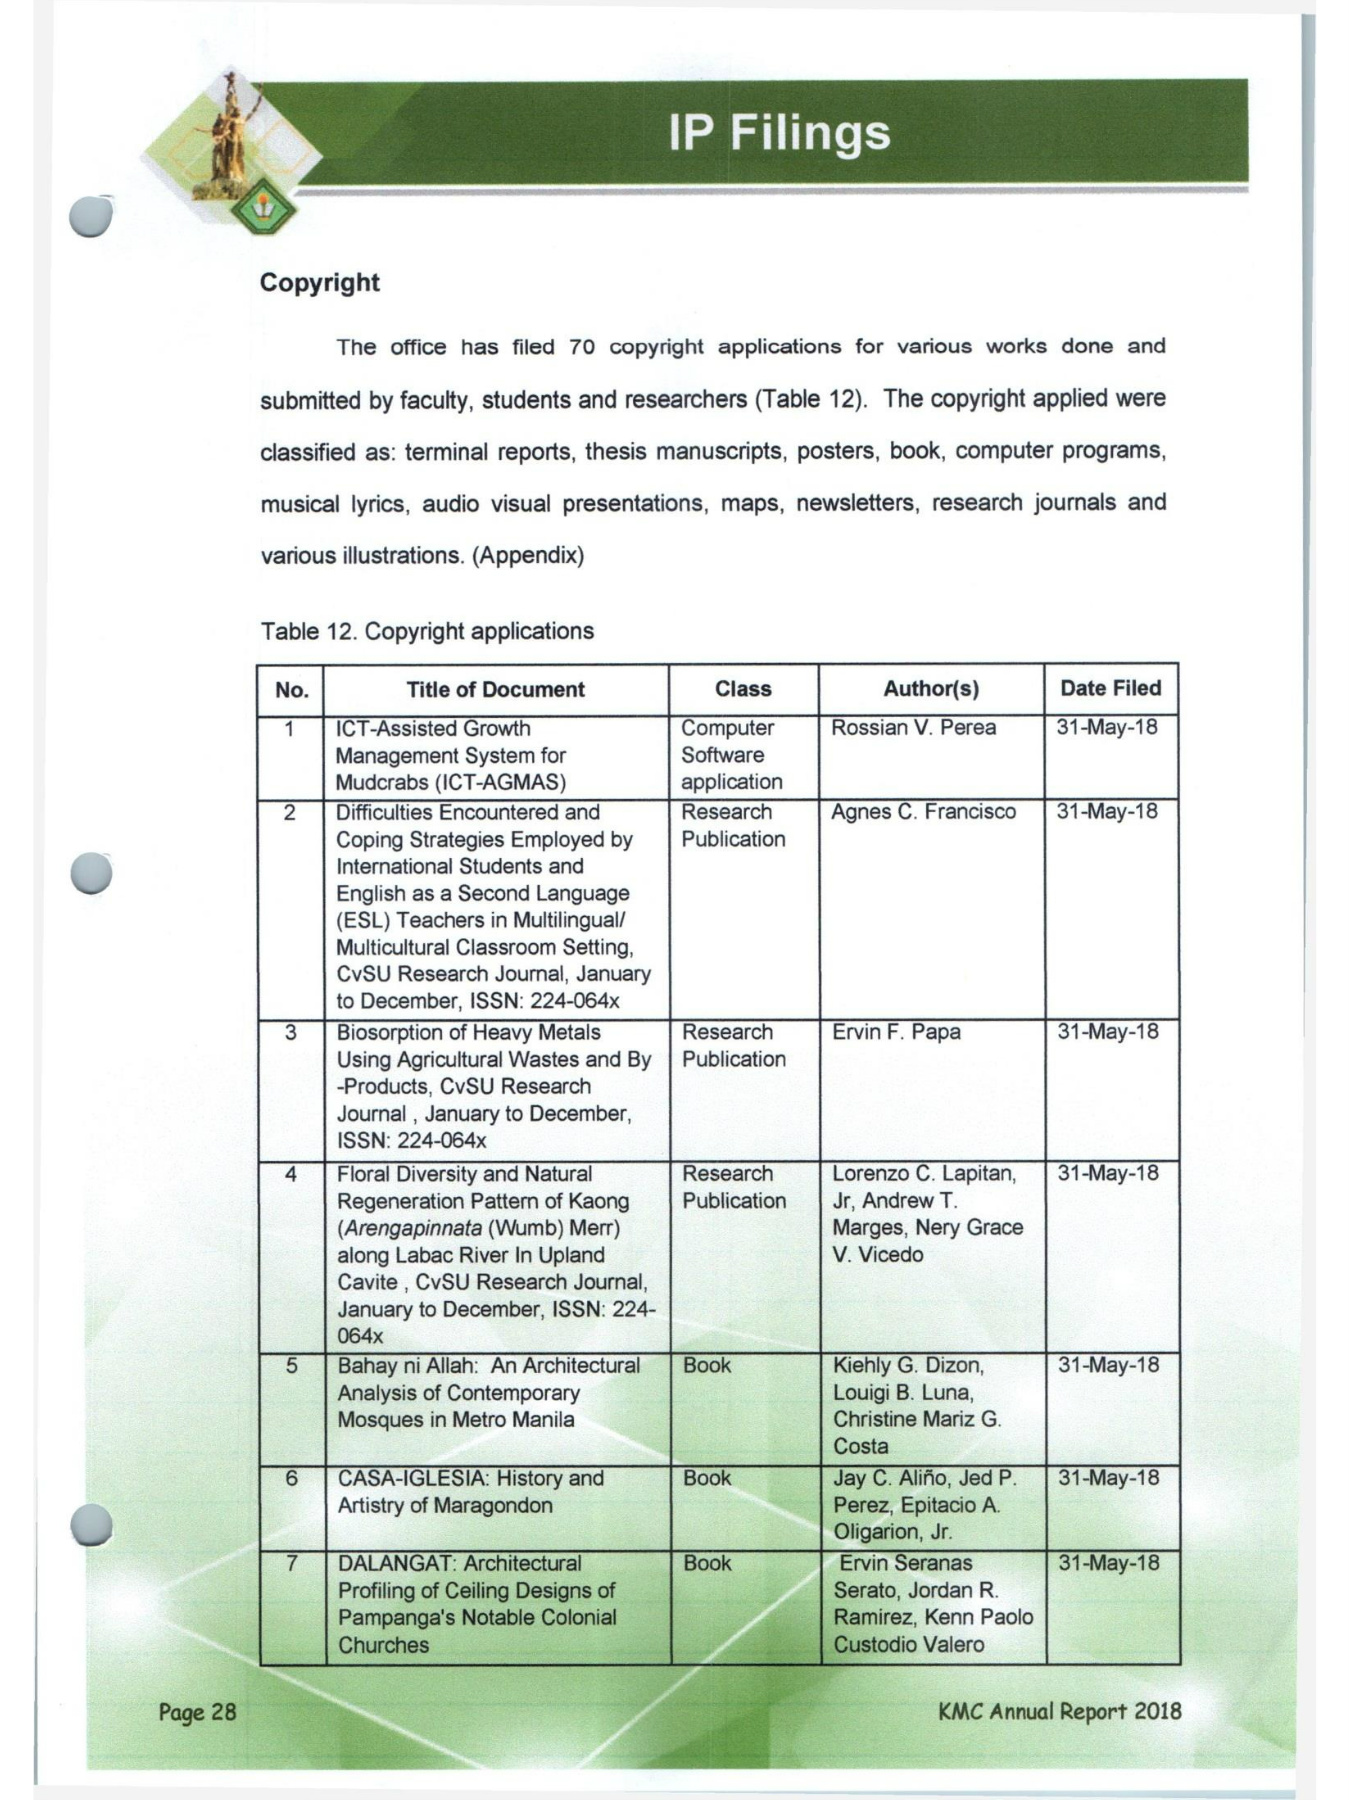 IP Filings
Copyright
The office has filed 70 copyright applications for various works done and
submitted by faculty, students and researchers (Table 12). The copyright applied were
classified as: terminal reports, thesis manuscripts, posters, book, computer programs,
musical lyrics, audio visual presentations, maps, newsletters, research journals and
various illustrations. (Appendix)
Table 12. Copyright applications
No. Title of Document Class Author(s) Date Filed
1 ICT-Assisted Growth Computer Rossian V. Perea 31-May-18
Management System for Software
Mudcrabs (ICT-AGMAS) application
2 Difficulties Encountered and Research Agnes C. Francisco 31-May-18
Coping Strategies Employed by Publication
International Students and
English as a Second Language
(ESL) Teachers in Multilingual/
Multicultural Classroom Setting,
CvSU Research Journal, January
to December, ISSN: 224-064x
3 Biosorption of Heavy Metals Research Ervin F. Papa 31-May-18
Using Agricultural Wastes and By Publication
-Products, CvSU Research
Journal , January to December,
ISSN: 224-064x
4 Floral Diversity and Natural Research Lorenzo C. Lapitan, 31-May-18
Regeneration Pattern of Kaong Publication Jr, Andrew T.
(Arengapinnata (Wumb) Merr) Marges, Nery Grace
along Labac River In Upland V. Vicedo
Cavite , CvSU Research Journal,
January to December, ISSN: 224-
064x
5 Bahay ni Allah: An Architectural Book Kiehly G. Dizon, 31-May-18
Analysis of Contemporary Louigi B. Luna,
Mosques in Metro Manila Christine Mariz G.
Costa
6 CASA-IGLESIA: History and Book Jay C. Aliño, Jed P. 31-May-18
Artistry of Maragondon Perez, Epitacio A.
Oligarion, Jr.
7 DALANGAT: Architectural Book Ervin Seranas 31-May-18
Profiling of Ceiling Designs of Serato, Jordan R.
Pampanga's Notable Colonial Ramirez, Kenn Paolo
Churches Custodio Valero
Page 28 KMC Annual Report 2018